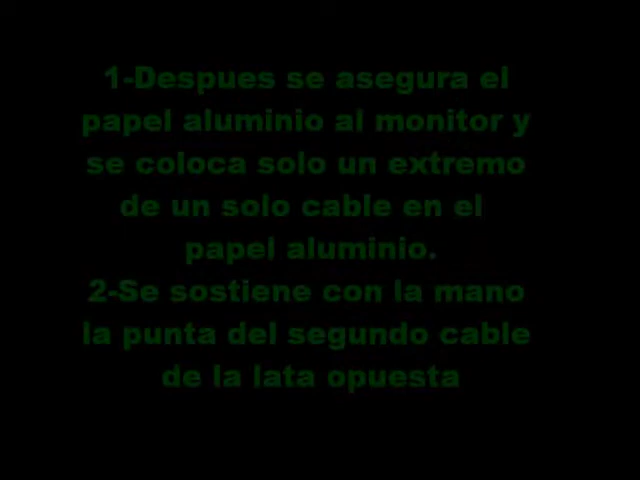 1-Despues se asegura el
papel aluminio al monitor y
se coloca solo un extremo
de un solo cable en el
papel aluminio.
2-Se sostiene con la mano
la punta del segundo cable
de la lata opuesta